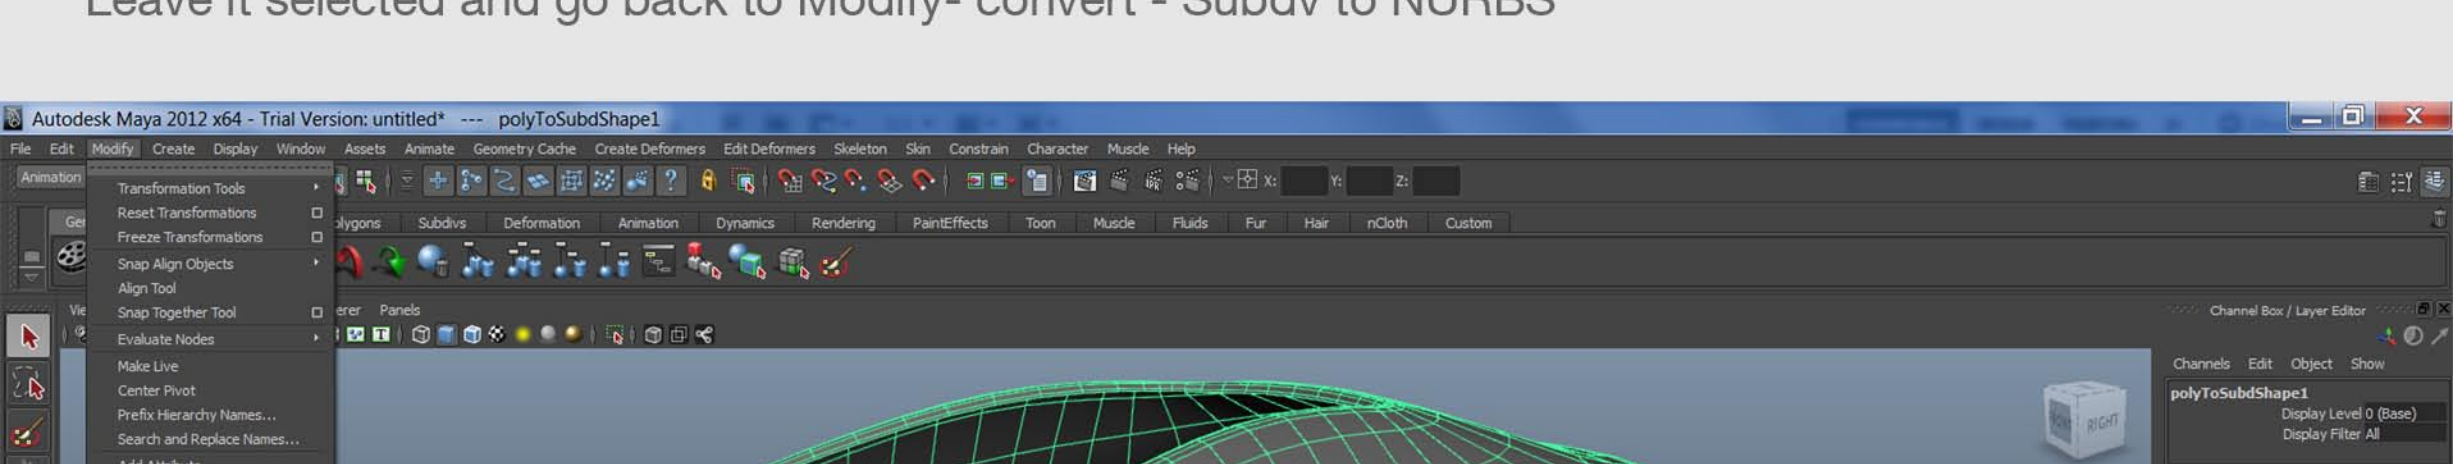 Leave it selected and go back to Modify- convert - Subdv to NURBS
Autodesk Maya 2012 x64 - Trial Version: untitled* --- polyToSubdShape1
File Edit Modify Create Display Window Assets Animate Geometry Cache Create Deformers Edit Deformers Skeleton Skin Constrain Character Muscle Help
Animation
X: Y: Z:
Transformation Tools
Reset Transformations
Freeze Transformations
Snap Align Objects
Align Tool
Snap Together Tool
Evaluate Nodes
Make Live
Center Pivot
Prefix Hierarchy Names...
Search and Replace Names...
Add Attribute
Ger olygons Subdivs Deformation Animation Dynamics Rendering PaintEffects Toon Muscle Fluids Fur Hair nCloth Custom
Vie erer Panels
RIGHT
Channel Box / Layer Editor
Channels Edit Object Show
polyToSubdShape1
Display Level 0 (Base)
Display Filter All